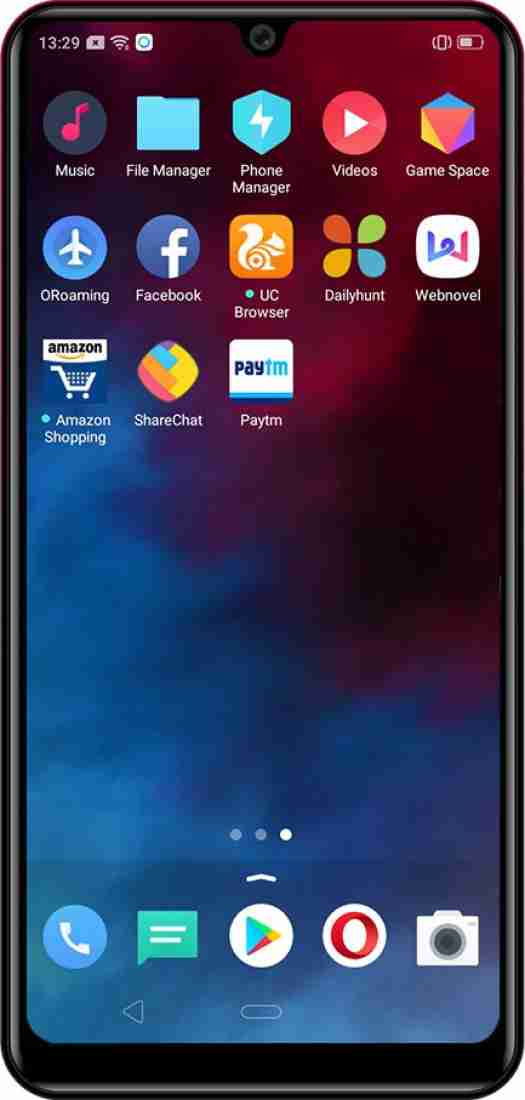 13:29
Music File Manager Phone Manager Videos Game Space
ORoaming Facebook UC Browser Dailyhunt Webnovel
amazon
Paytm
Amazon Shopping ShareChat Paytm